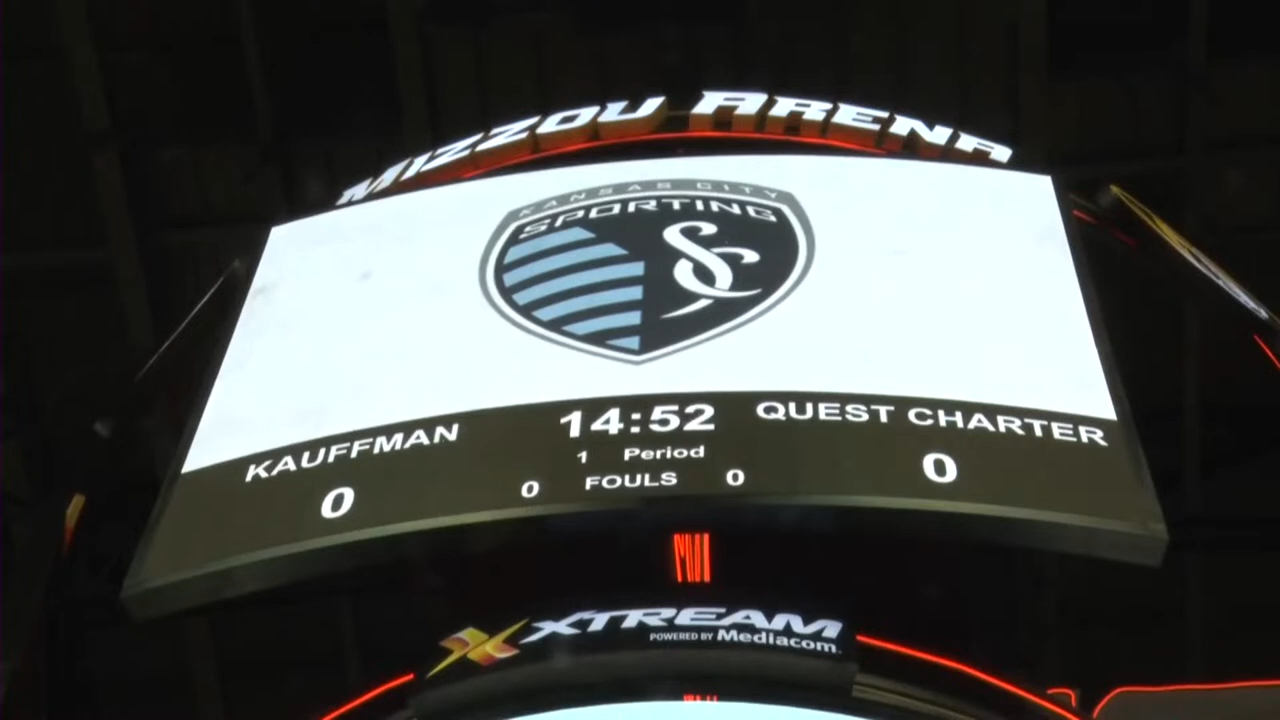 MIZZOU ARENA
KANSAS CITY
SPORTING
SC
KAUFFMAN 14:52 QUEST CHARTER
1 Period
0 0 FOULS 0 0
XTREAM
POWERED BY Mediacom